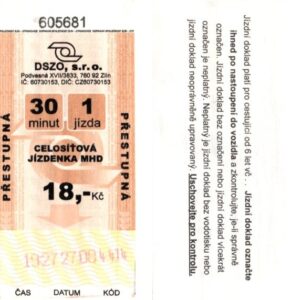 605681
DSZO, s.r.o.
Podvesná XVII/3833, 760 92 Zlín
IČ: 60730153, DIČ: CZ60730153
PŘESTUPNÁ
30
minut
1
jízda
PŘESTUPNÁ
CELOSÍŤOVÁ
JÍZDENKA MHD
18,- Kč
ČAS DATUM KÓD
Jízdní doklad platí pro cestující od 6 let vč. . Jízdní doklad označte
ihned po nastoupení do vozidla a zkontrolujte, je-li správně
označen. Jízdní doklad bez označení nebo jízdní doklad vícekrát
označen je neplatný. Neplatný je jízdní doklad bez vodotisku nebo
jízdní doklad neoprávněně upravovaný. Uschovejte pro kontrolu.